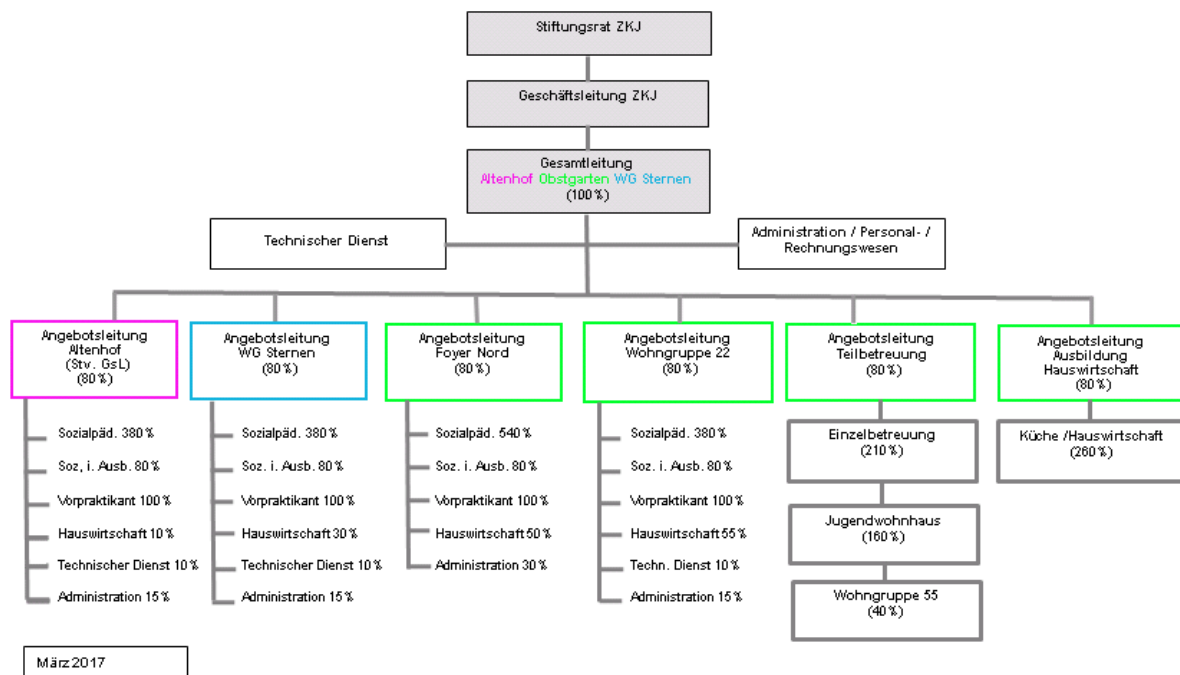 Stiftungsrat ZKJ
Geschäftsleitung ZKJ
Gesamtleitung
Altenhof Obstgarten WG Sternen
(100%)
Technischer Dienst
Administration / Personal- /
Rechnungswesen
Angebotsleitung
Altenhof
(Stv. GsL)
(80%)
Sozialpäd. 380%
Soz, i. Ausb. 80%
Vorpraktikant 100%
Hauswirtschaft 10%
Technischer Dienst 10%
Administration 15%
Angebotsleitung
WG Sternen
(80%)
Sozialpäd. 380%
Soz. i. Ausb. 80%
Vorpraktikant 100%
Hauswirtschaft 30%
Technischer Dienst 10%
Administration 15%
Angebotsleitung
Foyer Nord
(80%)
Sozialpäd. 540%
Soz. i. Ausb. 80%
Vorpraktikant 100%
Hauswirtschaft 50%
Administration 30%
Angebotsleitung
Wohngruppe 22
(80%)
Sozialpäd. 380%
Soz. i. Ausb. 80%
Vorpraktikant 100%
Hauswirtschaft 55%
Techn. Dienst 10%
Administration 15%
Angebotsleitung
Teilbetreuung
(80%)
Einzelbetreuung
(210%)
Jugendwohnhaus
(160%)
Wohngruppe 55
(40%)
Angebotsleitung
Ausbildung
Hauswirtschaft
(80%)
Küche /Hauswirtschaft
(260%)
März 2017